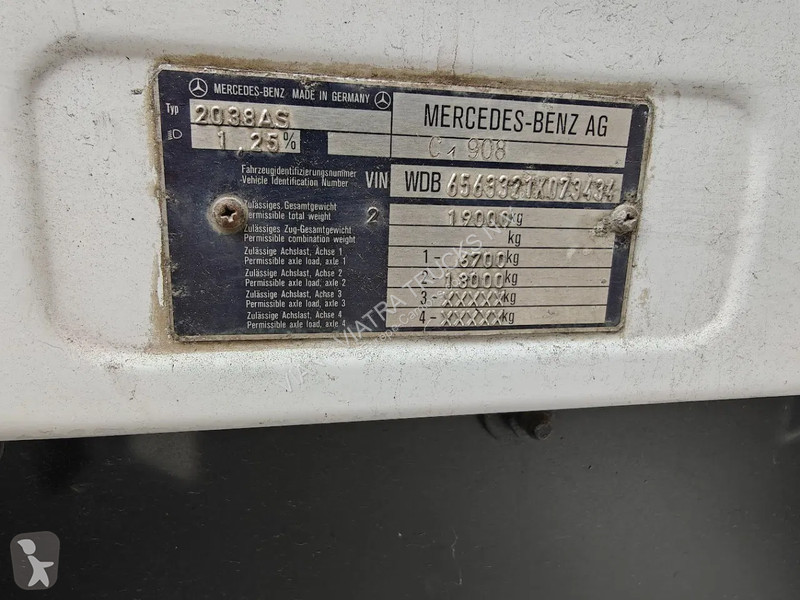 MERCEDES-BENZ MADE IN GERMANY
Typ 2038AS
1,25%
MERCEDES-BENZ AG
C 1 908
Fahrzeugidentifizierungsnummer
Vehicle Identification Number
VIN WDB 6563321K073434
Zulässiges Gesamtgewicht
Permissible total weight
2 19000 kg
Zulässiges Zug-Gesamtgewicht
Permissible combination weight
kg
Zulässige Achslast, Achse 1
Permissible axle load, axle 1
1 - 6700 kg
Zulässige Achslast, Achse 2
Permissible axle load, axle 2
2 - 13000 kg
Zulässige Achslast, Achse 3
Permissible axle load, axle 3
3 - XXXXX kg
Zulässige Achslast, Achse 4
Permissible axle load, axle 4
4 - XXXXX kg
VIATRA TRUCKS